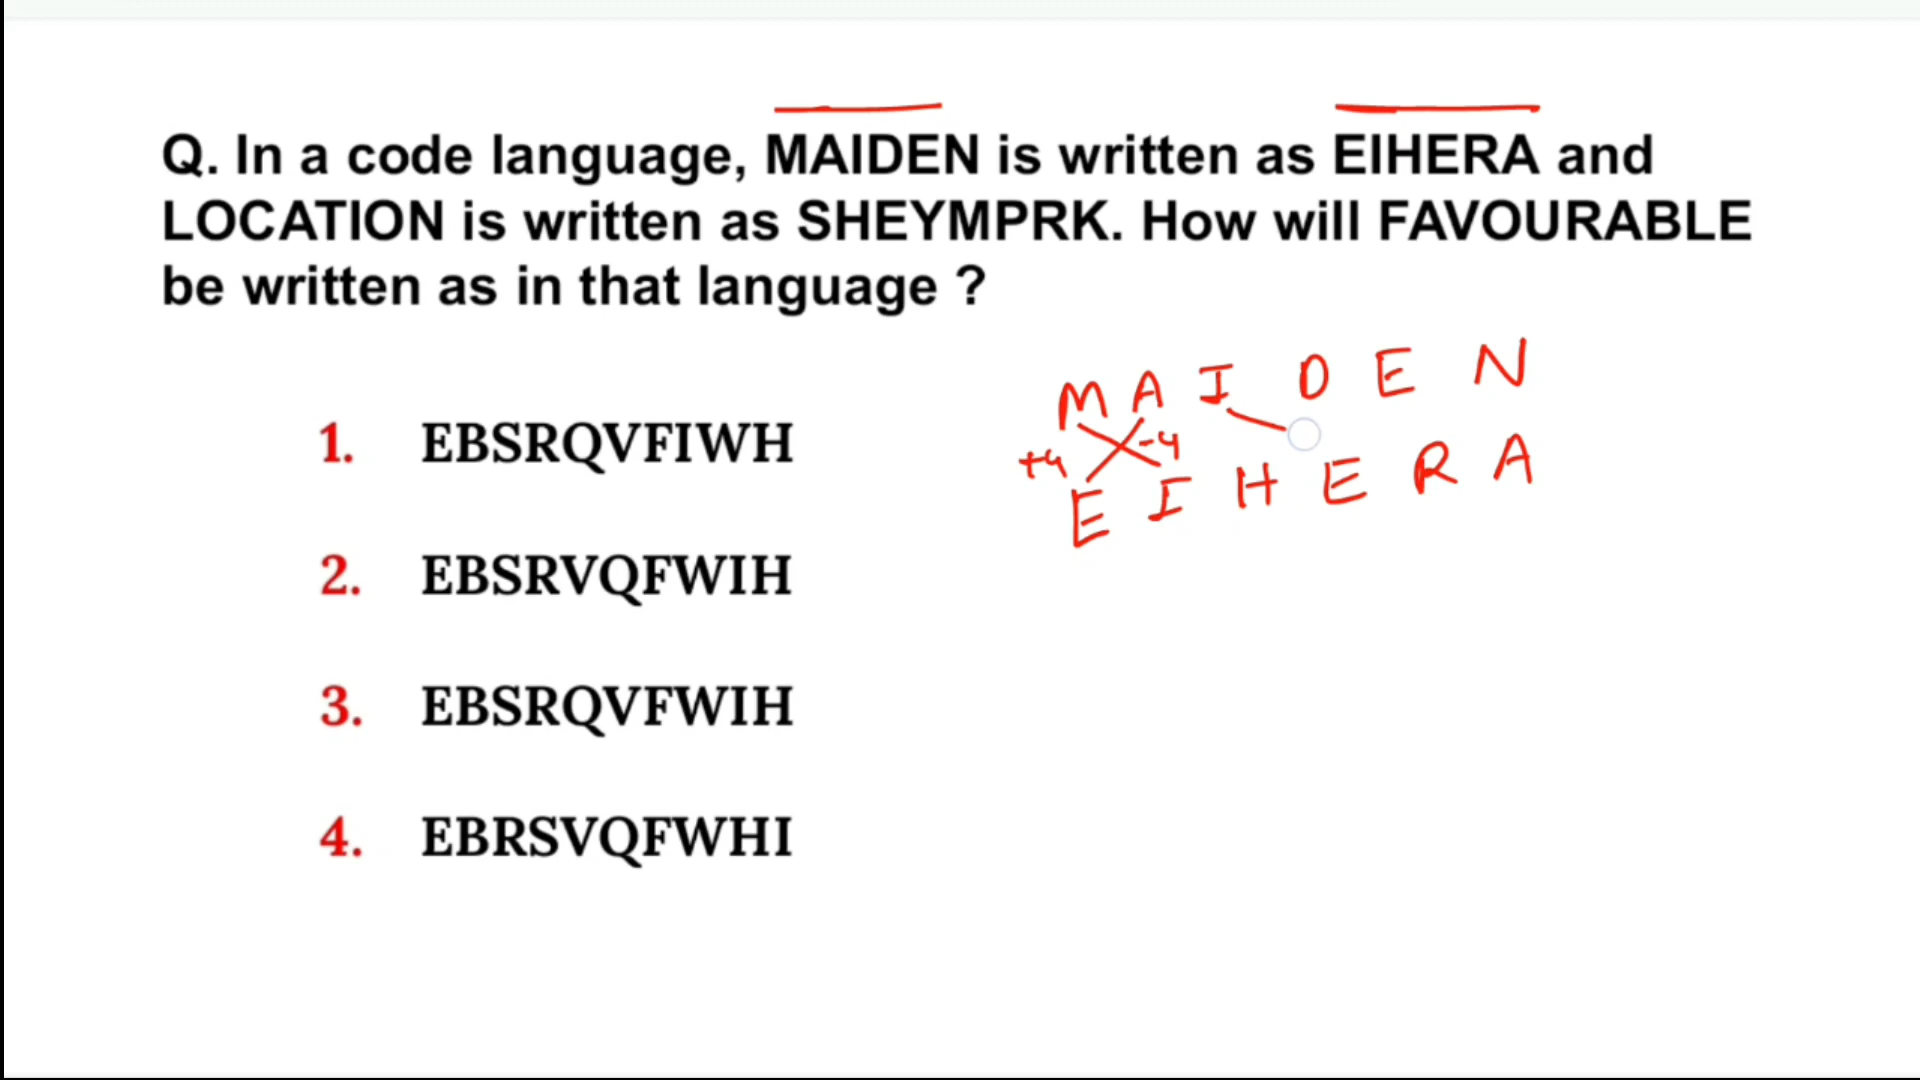 Q. In a code language, MAIDEN is written as EIHERA and
LOCATION is written as SHEYMPRK. How will FAVOURABLE
be written as in that language ?
M A I D E N
+4 -4
E I H E R A
1. EBSRQVFIWH
2. EBSRVQFWIH
3. EBSRQVFWIH
4. EBRSVQFWHI